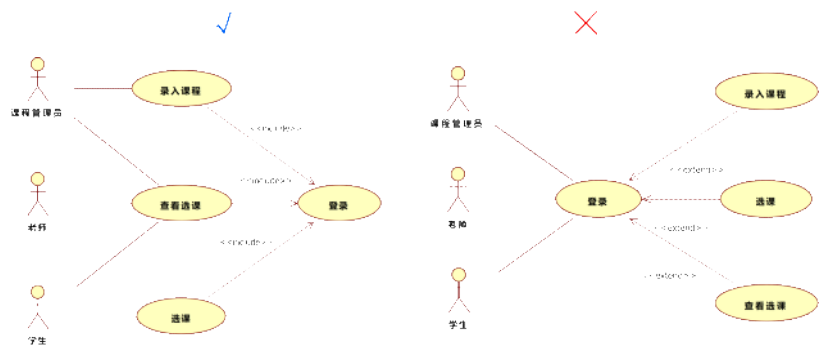 课程管理员
录入课程
<<include>>
<<include>>
老师
查看选课
登录
<<include>>
选课
学生
录入课程
课程管理员
<<extend>>
登录
选课
老师
<<extend>>
<<extend>>
查看选课
学生